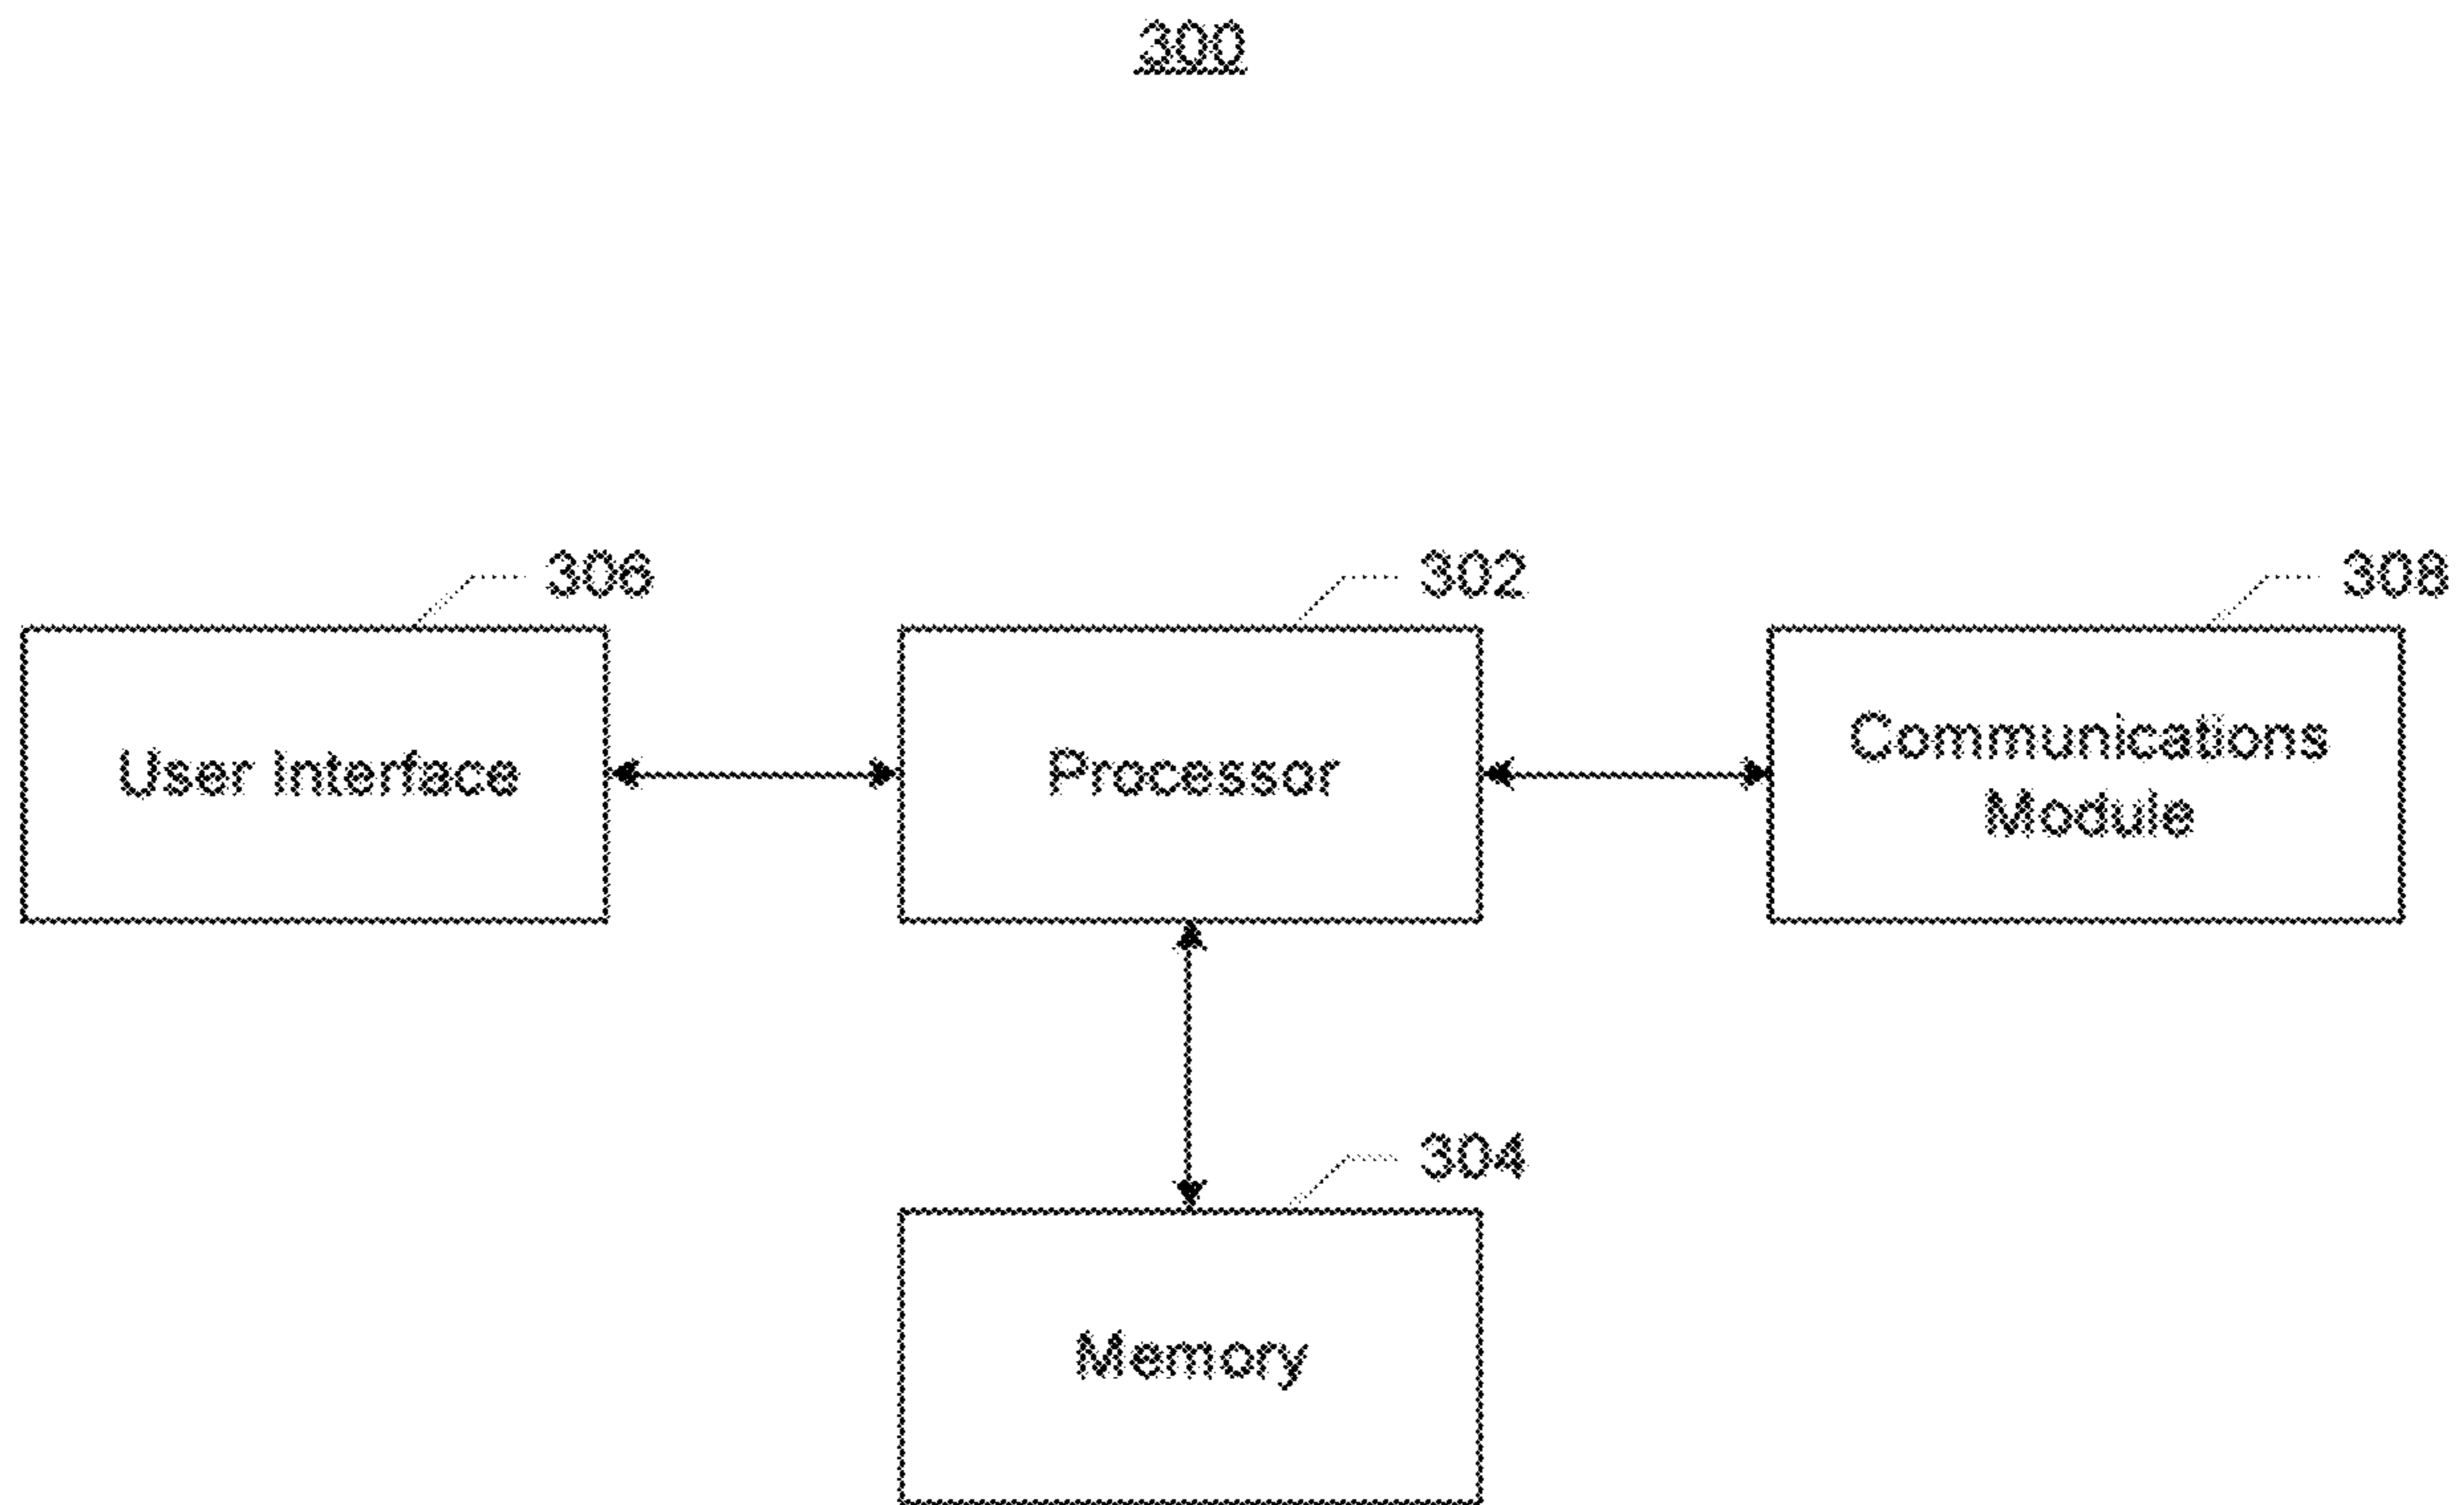 300
306
302
308
User Interface
Processor
Communications
Module
304
Memory